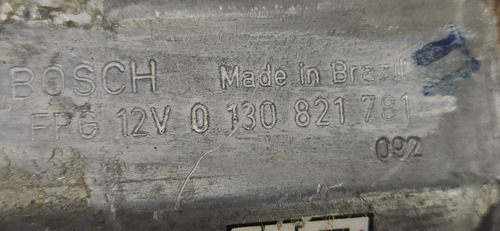 BOSCH Made in Brazil
FPG 12V 0 130 821 781
092